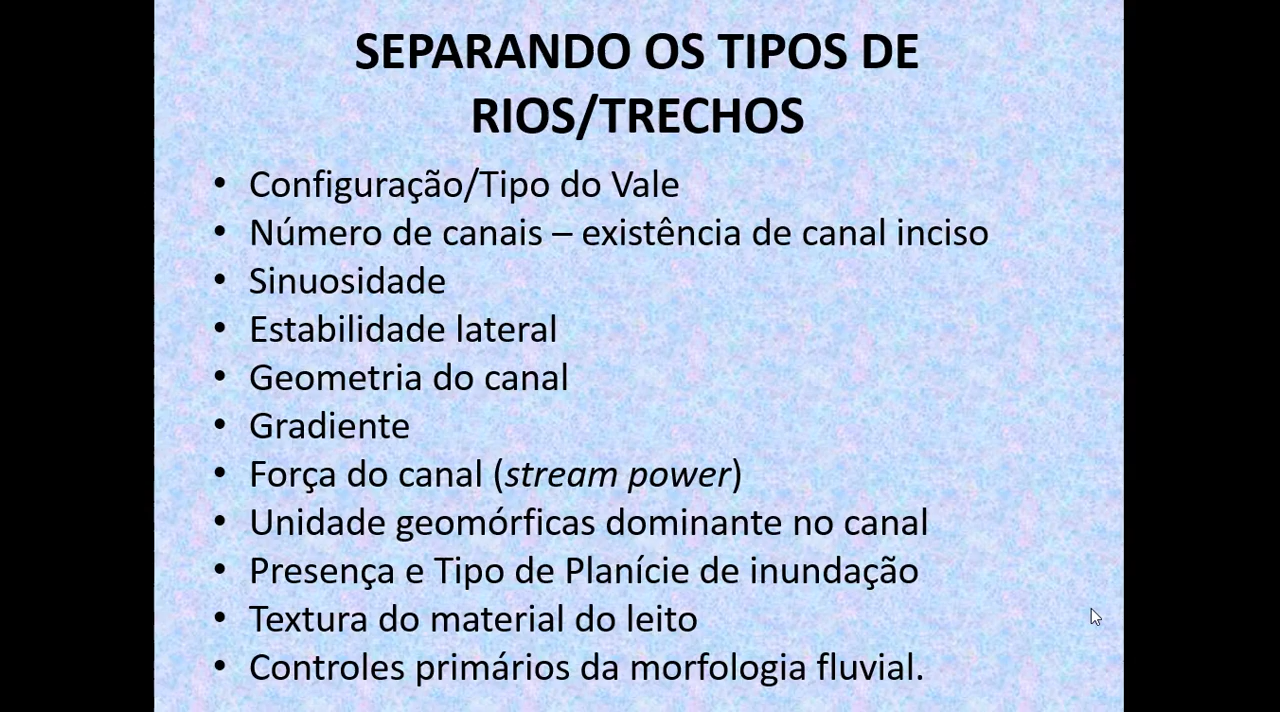 SEPARANDO OS TIPOS DE
RIOS/TRECHOS
• Configuração/Tipo do Vale
• Número de canais – existência de canal inciso
• Sinuosidade
• Estabilidade lateral
• Geometria do canal
• Gradiente
• Força do canal (stream power)
• Unidade geomórficas dominante no canal
• Presença e Tipo de Planície de inundação
• Textura do material do leito
• Controles primários da morfologia fluvial.